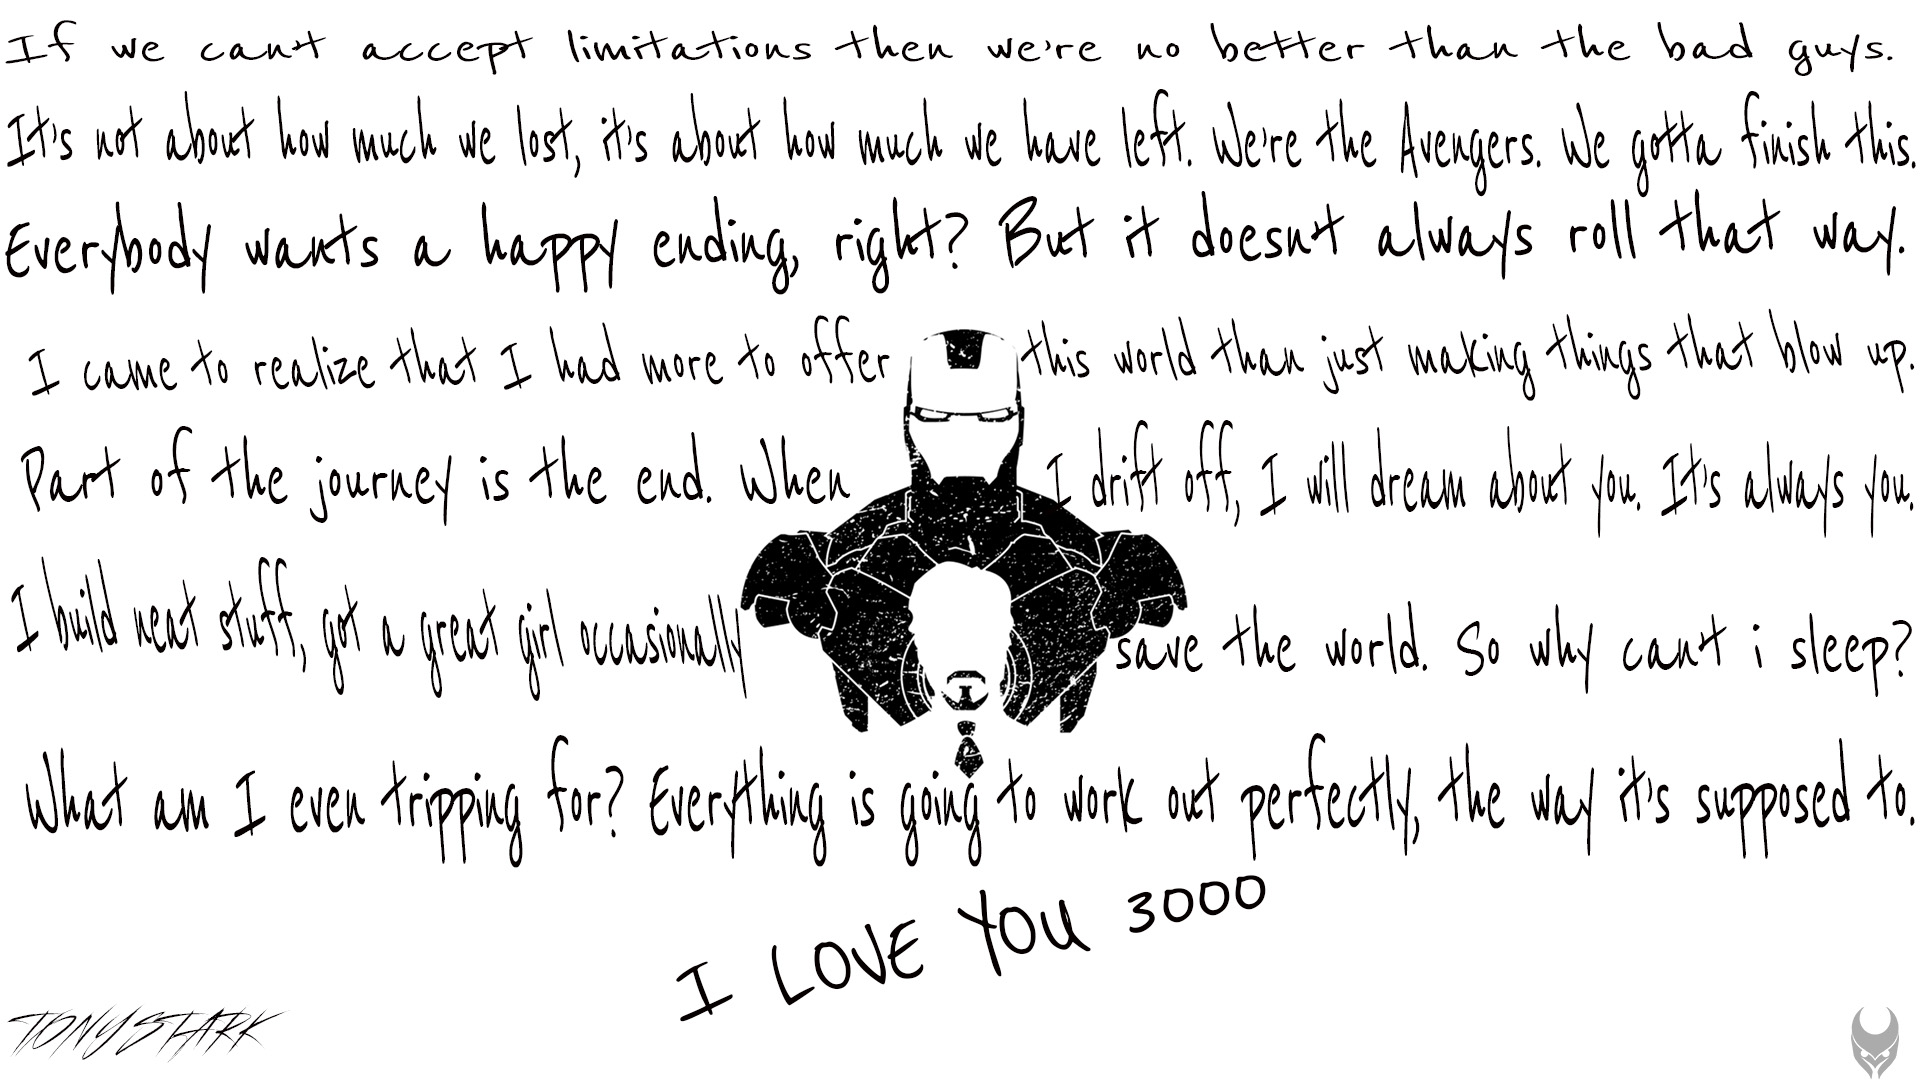 If we can't accept limitations then we're no better than the bad guys.
It's not about how much we lost, it's about how much we have left. We're the Avengers. We gotta finish this.
Everybody wants a happy ending, right? But it doesn't always roll that way.
I came to realize that I had more to offer this world than just making things that blow up.
Part of the journey is the end. When I drift off, I will dream about you. It's always you.
I build neat stuff, got a great girl occasionally save the world. So why can't i sleep?
What am I even tripping for? Everything is going to work out perfectly, the way it's supposed to.
I LOVE YOU 3000
TONY STARK